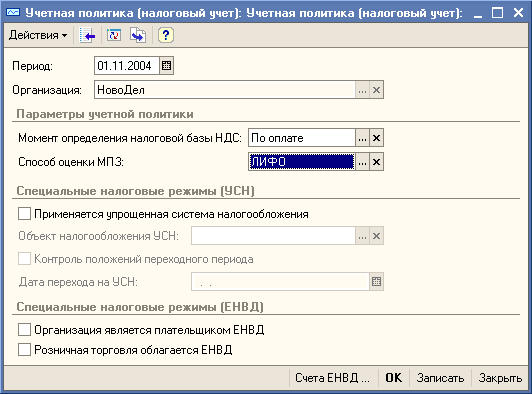 Учетная политика (налоговый учет): Учетная политика (налоговый учет):
Действия
Период: 01.11.2004
Организация: НовоДел ... ×
Параметры учетной политики
Момент определения налоговой базы НДС: По оплате ... ×
Способ оценки МПЗ: ЛИФО ... ×
Специальные налоговые режимы (УСН)
Применяется упрощенная система налогообложения
Объект налогообложения УСН: ... ×
Контроль положений переходного периода
Дата перехода на УСН: . .
Специальные налоговые режимы (ЕНВД)
Организация является плательщиком ЕНВД
Розничная торговля облагается ЕНВД
Счета ЕНВД ... OK Записать Закрыть